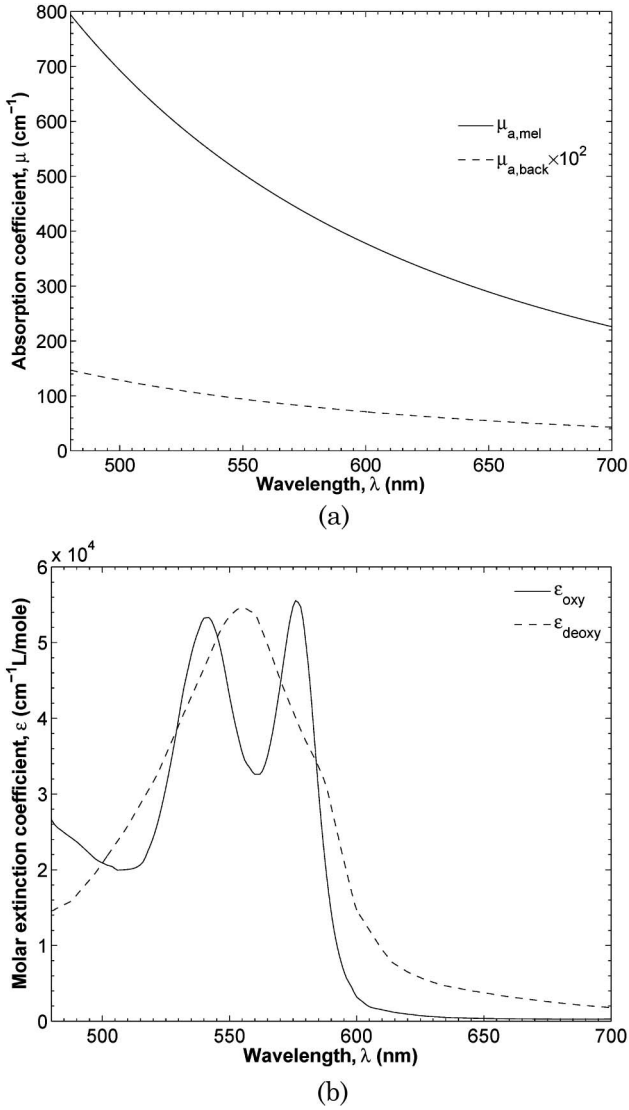 800
700
600
500
400
300
200
100
0
Absorption coefficient, μ (cm⁻¹)
μa,mel
μa,back×10²
500 550 600 650 700
Wavelength, λ (nm)
(a)
6 x 10⁴
5
4
3
2
1
0
Molar extinction coefficient, ε (cm⁻¹L/mole)
εoxy
εdeoxy
500 550 600 650 700
Wavelength, λ (nm)
(b)